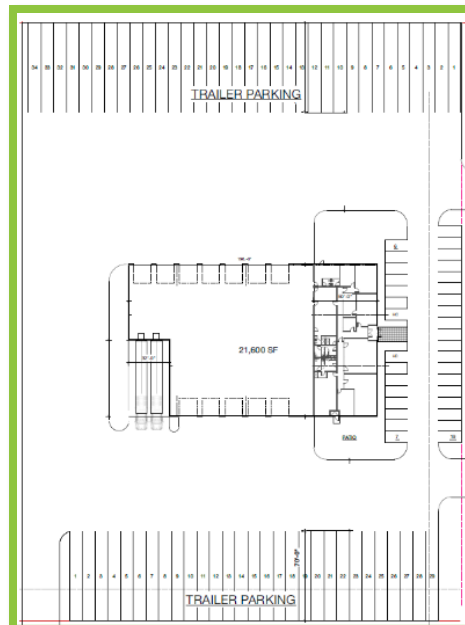 34 33 32 31 30 29 28 27 26 25 24 23 22 21 20 19 18 17 16 15 14 13 12 11 10 9 8 7 6 5 4 3 2 1
TRAILER PARKING
21,600 SF
PATIO
70'-0"
1 2 3 4 5 6 7 8 9 10 11 12 13 14 15 16 17 18 19 20 21 22 23 24 25 26 27 28 29
TRAILER PARKING